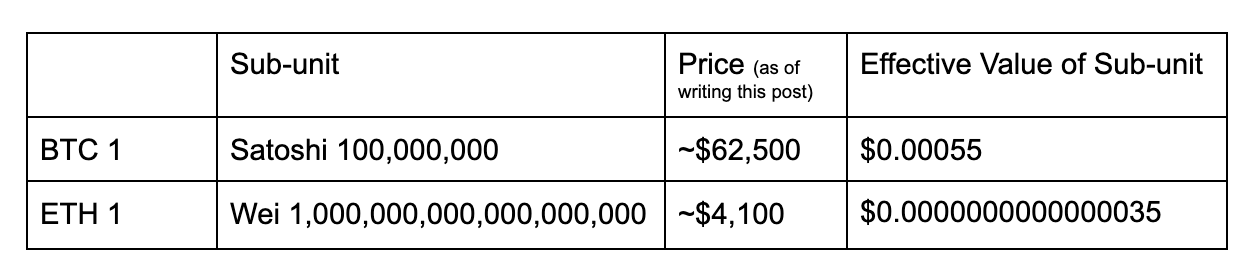 Sub-unit
Price (as of
writing this post)
Effective Value of Sub-unit
BTC 1
Satoshi 100,000,000
~$62,500
$0.00055
ETH 1
Wei 1,000,000,000,000,000,000
~$4,100
$0.0000000000000035